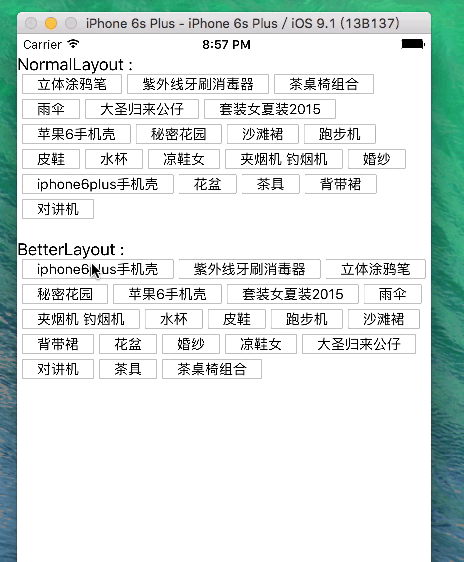 iPhone 6s Plus - iPhone 6s Plus / iOS 9.1 (13B137)
Carrier 8:57 PM
NormalLayout :
立体涂鸦笔 紫外线牙刷消毒器 茶桌椅组合
雨伞 大圣归来公仔 套装女夏装2015
苹果6手机壳 秘密花园 沙滩裙 跑步机
皮鞋 水杯 凉鞋女 夹烟机 钓烟机 婚纱
iphone6plus手机壳 花盆 茶具 背带裙
对讲机
BetterLayout :
iphone6plus手机壳 紫外线牙刷消毒器 立体涂鸦笔
秘密花园 苹果6手机壳 套装女夏装2015 雨伞
夹烟机 钓烟机 水杯 皮鞋 跑步机 沙滩裙
背带裙 花盆 婚纱 凉鞋女 大圣归来公仔
对讲机 茶具 茶桌椅组合